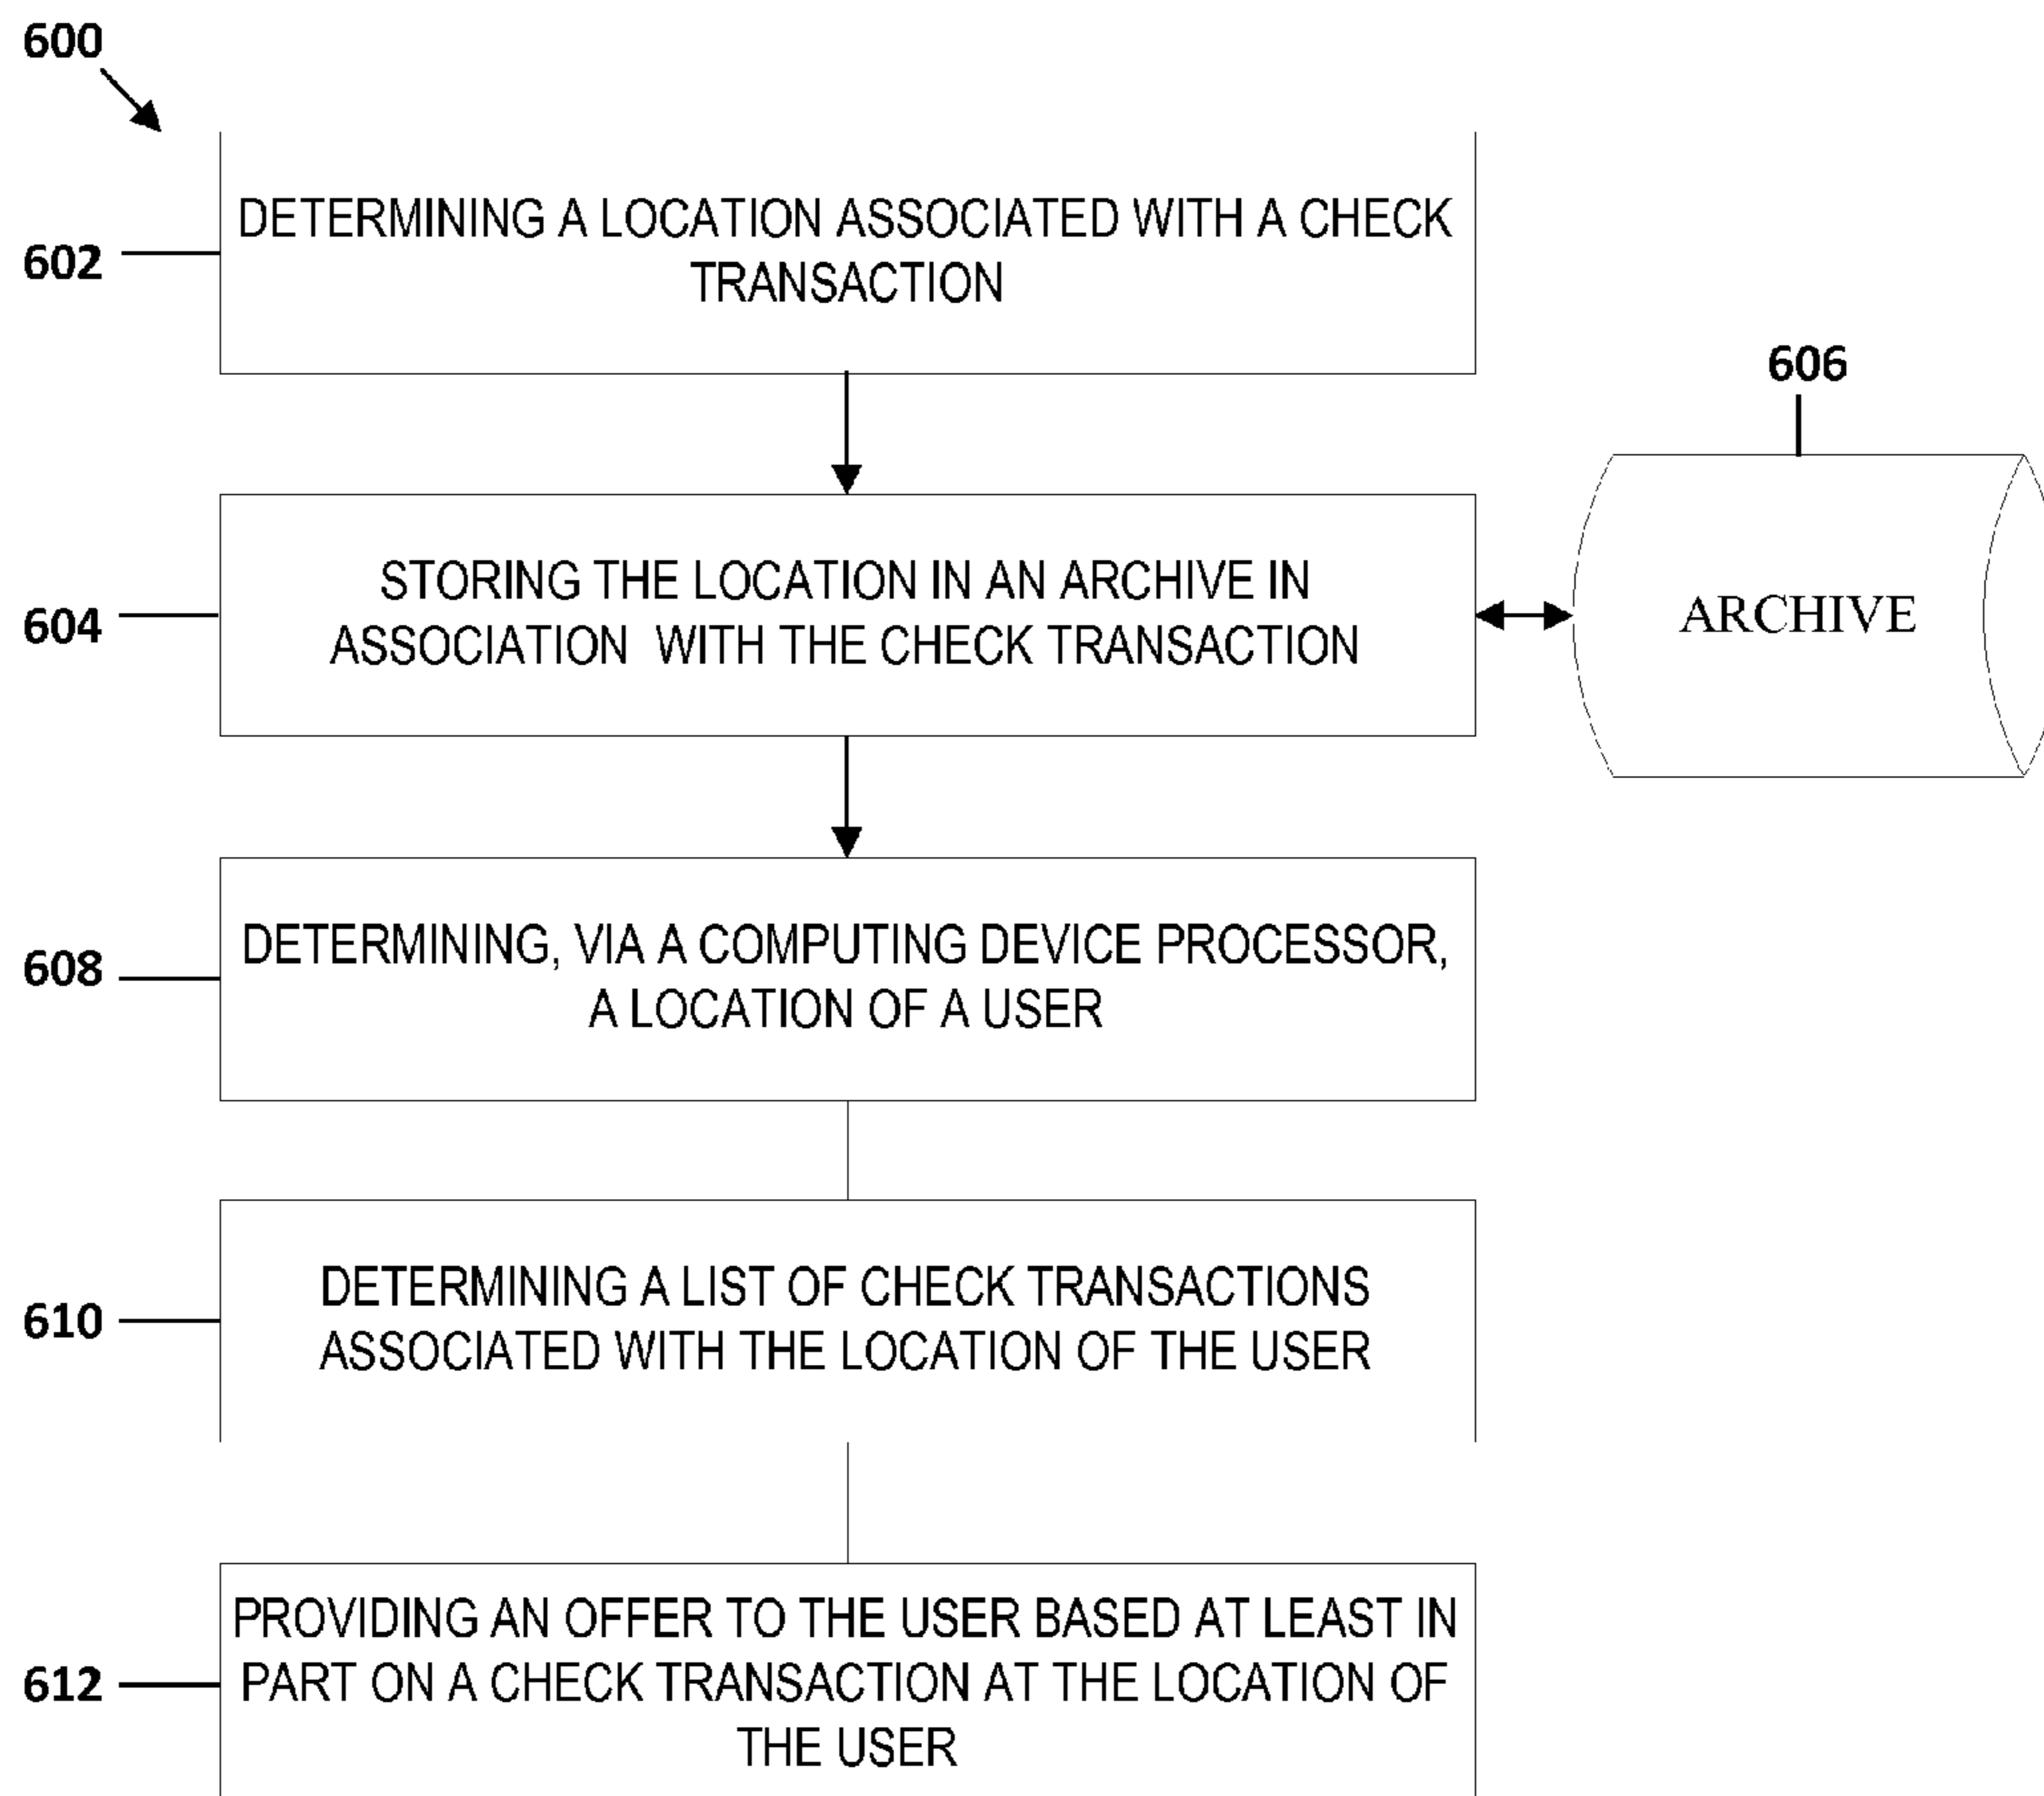 600
602
DETERMINING A LOCATION ASSOCIATED WITH A CHECK
TRANSACTION
606
604
STORING THE LOCATION IN AN ARCHIVE IN
ASSOCIATION WITH THE CHECK TRANSACTION
ARCHIVE
608
DETERMINING, VIA A COMPUTING DEVICE PROCESSOR,
A LOCATION OF A USER
610
DETERMINING A LIST OF CHECK TRANSACTIONS
ASSOCIATED WITH THE LOCATION OF THE USER
612
PROVIDING AN OFFER TO THE USER BASED AT LEAST IN
PART ON A CHECK TRANSACTION AT THE LOCATION OF
THE USER